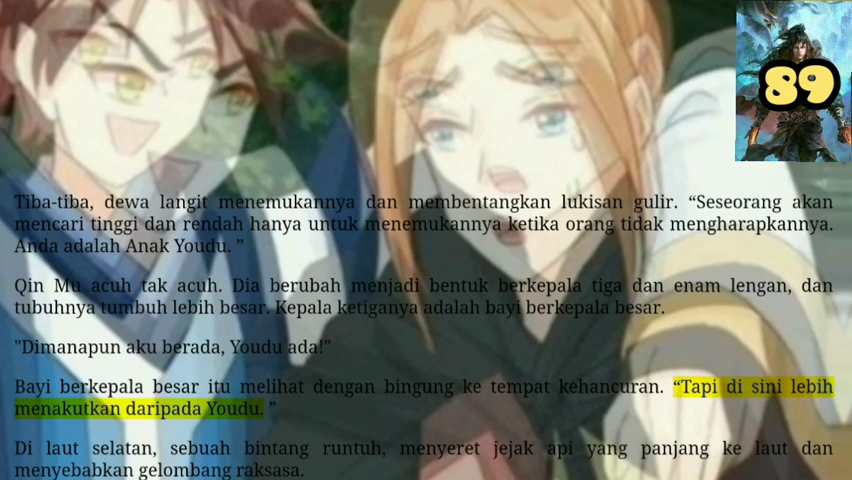 89
Tiba-tiba, dewa langit menemukannya dan membentangkan lukisan gulir. “Seseorang akan
mencari tinggi dan rendah hanya untuk menemukannya ketika orang tidak mengharapkannya.
Anda adalah Anak Youdu. ”
Qin Mu acuh tak acuh. Dia berubah menjadi bentuk berkepala tiga dan enam lengan, dan
tubuhnya tumbuh lebih besar. Kepala ketiganya adalah bayi berkepala besar.
"Dimanapun aku berada, Youdu ada!"
Bayi berkepala besar itu melihat dengan bingung ke tempat kehancuran. “Tapi di sini lebih
menakutkan daripada Youdu. ”
Di laut selatan, sebuah bintang runtuh, menyeret jejak api yang panjang ke laut dan
menyebabkan gelombang raksasa.